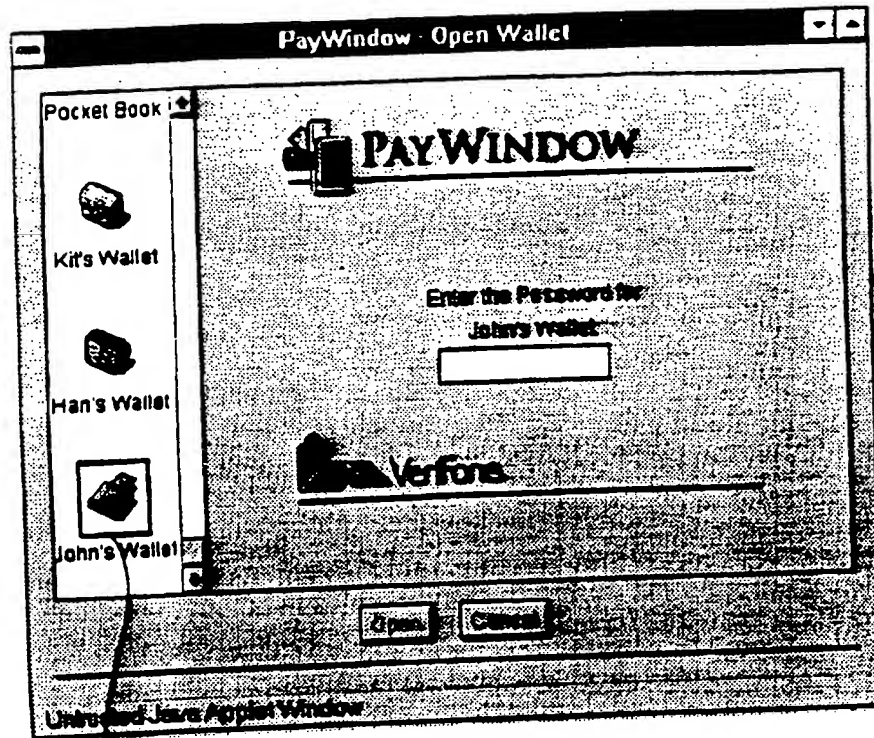 PayWindow - Open Wallet
Pocket Book
Kit's Wallet
Han's Wallet
John's Wallet
PAYWINDOW
Enter the Password for
John's Wallet:
VeriFone
Open
Cancel
Untrusted Java Applet Window